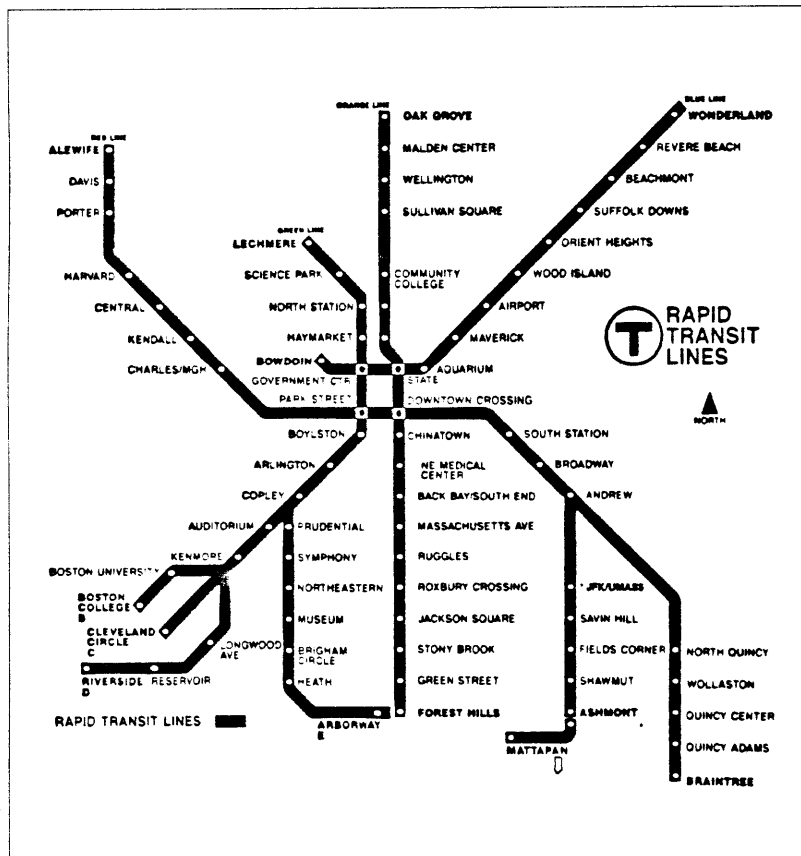 ORANGE LINE
OAK GROVE
BLUE LINE
WONDERLAND
RED LINE
ALEWIFE
MALDEN CENTER
REVERE BEACH
DAVIS
WELLINGTON
BEACHMONT
PORTER
SULLIVAN SQUARE
SUFFOLK DOWNS
GREEN LINE
LECHMERE
ORIENT HEIGHTS
HARVARD
SCIENCE PARK
COMMUNITY
COLLEGE
WOOD ISLAND
CENTRAL
NORTH STATION
AIRPORT
T
RAPID
TRANSIT
LINES
KENDALL
HAYMARKET
MAVERICK
CHARLES/MGH
BOWDOIN
AQUARIUM
GOVERNMENT CTR
STATE
PARK STREET
DOWNTOWN CROSSING
NORTH
BOYLSTON
CHINATOWN
SOUTH STATION
ARLINGTON
NE MEDICAL
CENTER
BROADWAY
COPLEY
BACK BAY/SOUTH END
ANDREW
AUDITORIUM
PRUDENTIAL
MASSACHUSETTS AVE
KENMORE
SYMPHONY
RUGGLES
BOSTON UNIVERSITY
NORTHEASTERN
ROXBURY CROSSING
JFK/UMASS
BOSTON
COLLEGE
B
MUSEUM
JACKSON SQUARE
SAVIN HILL
CLEVELAND
CIRCLE
C
LONGWOOD
AVE
BRIGHAM
CIRCLE
STONY BROOK
FIELDS CORNER
NORTH QUINCY
RIVERSIDE
D
RESERVOIR
HEATH
GREEN STREET
SHAWMUT
WOLLASTON
RAPID TRANSIT LINES
ARBORWAY
E
FOREST HILLS
ASHMONT
QUINCY CENTER
MATTAPAN
QUINCY ADAMS
BRAINTREE